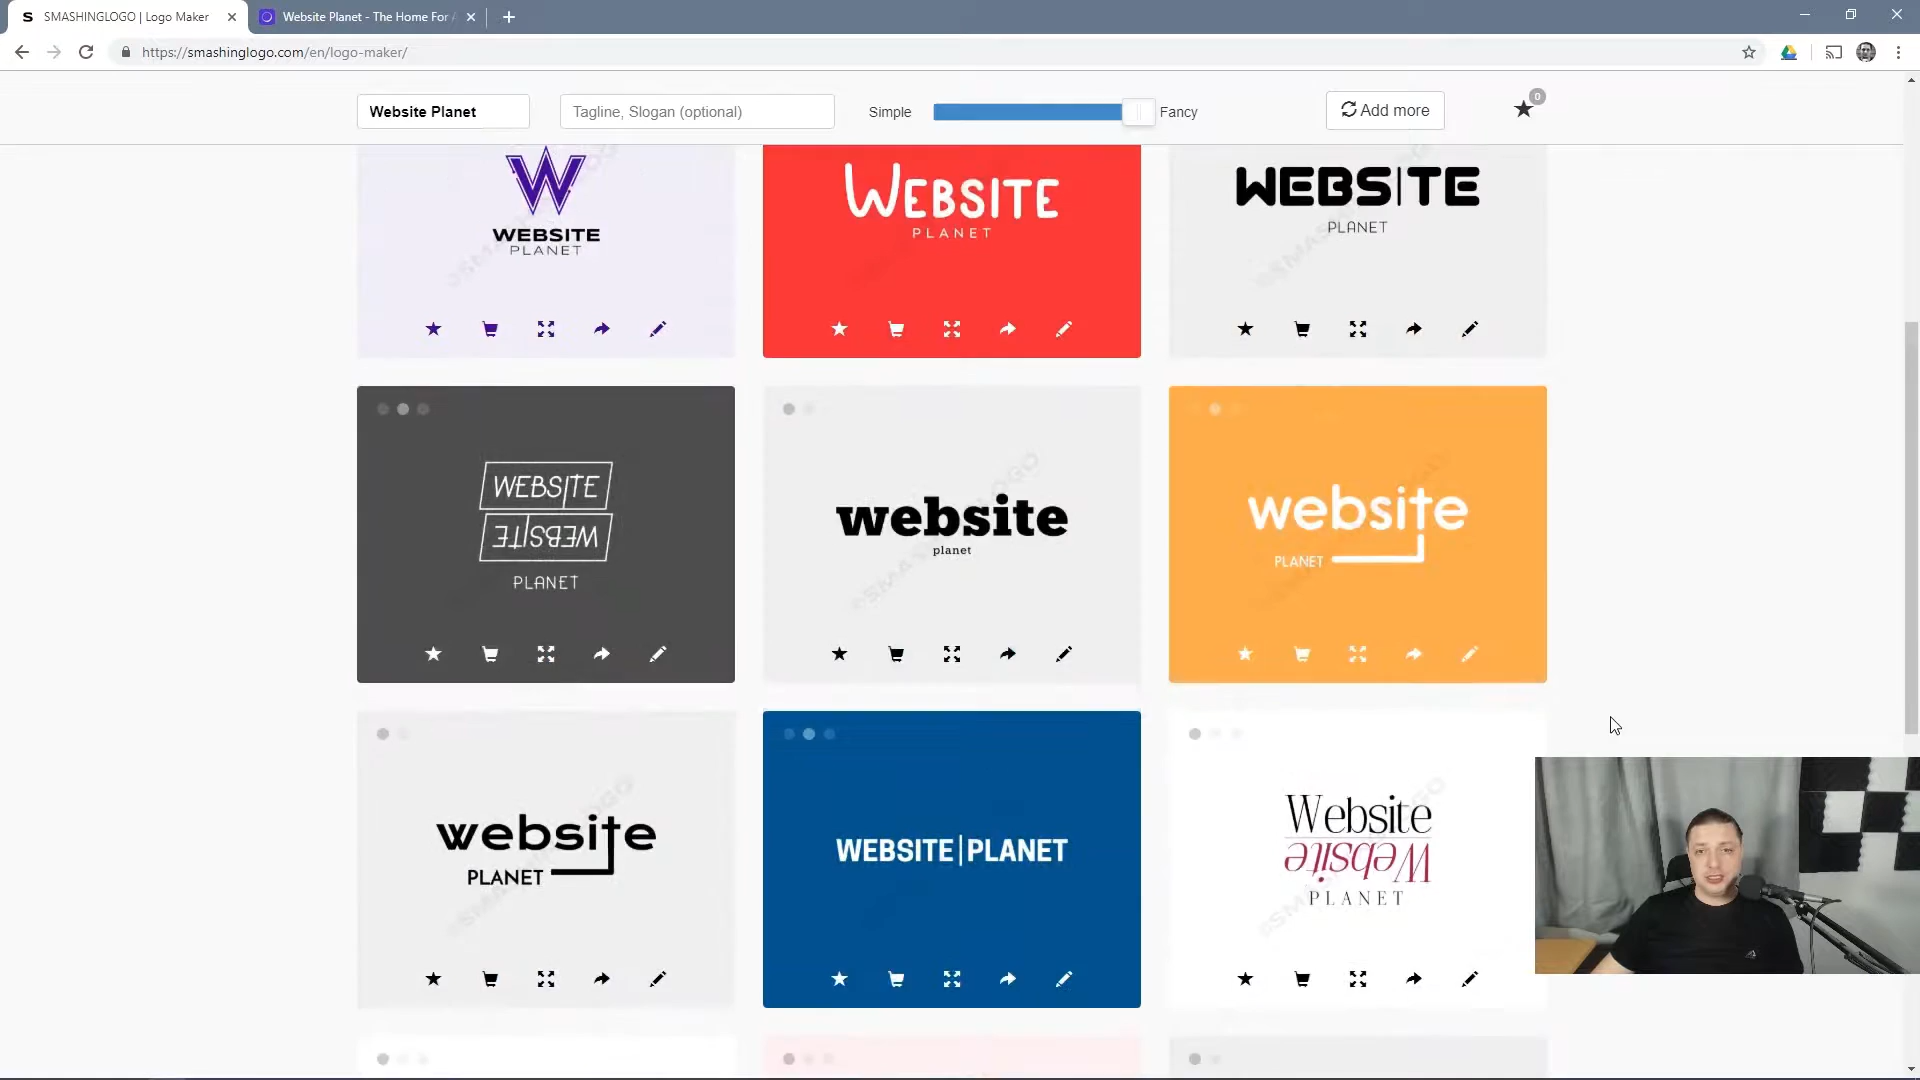 SMASHINGLOGO | Logo Maker
Website Planet - The Home For
https://smashinglogo.com/en/logo-maker/
Website Planet
Tagline, Slogan (optional)
Simple
Fancy
Add more
0
W
WEBSITE
PLANET
WEBSITE
PLANET
WEBSITE
PLANET
WEBSITE
WEBSITE
PLANET
website
planet
website
PLANET
website
PLANET
WEBSITE|PLANET
Website
Website
PLANET